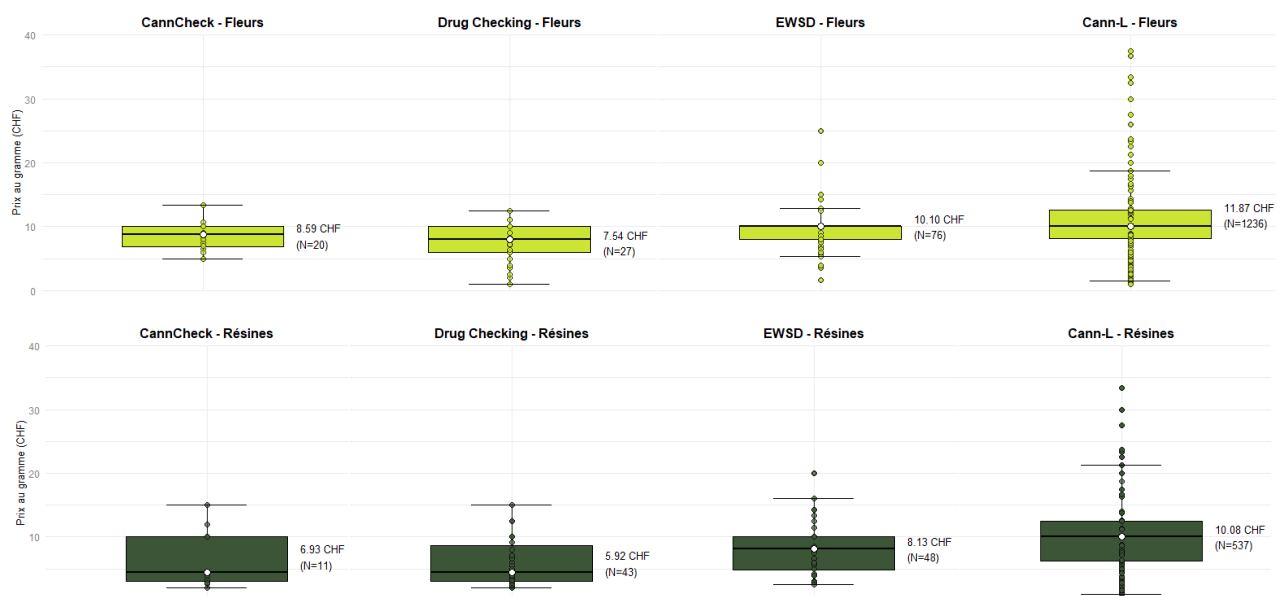 CannCheck - Fleurs
Drug Checking - Fleurs
EWSD - Fleurs
Cann-L - Fleurs
Prix au gramme (CHF)
40
30
20
10
0
8.59 CHF
(N=20)
7.54 CHF
(N=27)
10.10 CHF
(N=76)
11.87 CHF
(N=1236)
CannCheck - Résines
Drug Checking - Résines
EWSD - Résines
Cann-L - Résines
Prix au gramme (CHF)
40
30
20
10
6.93 CHF
(N=11)
5.92 CHF
(N=43)
8.13 CHF
(N=48)
10.08 CHF
(N=537)